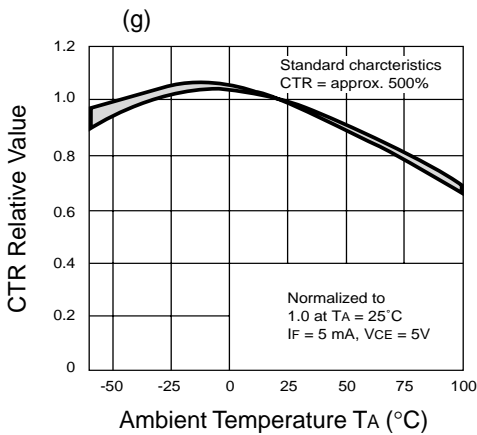 (g)
CTR Relative Value
1.2
1.0
0.8
0.6
0.4
0.2
0
Standard charcteristics
CTR = approx. 500%
Normalized to
1.0 at TA = 25°C
IF = 5 mA, VCE = 5V
-50 -25 0 25 50 75 100
Ambient Temperature TA (°C)